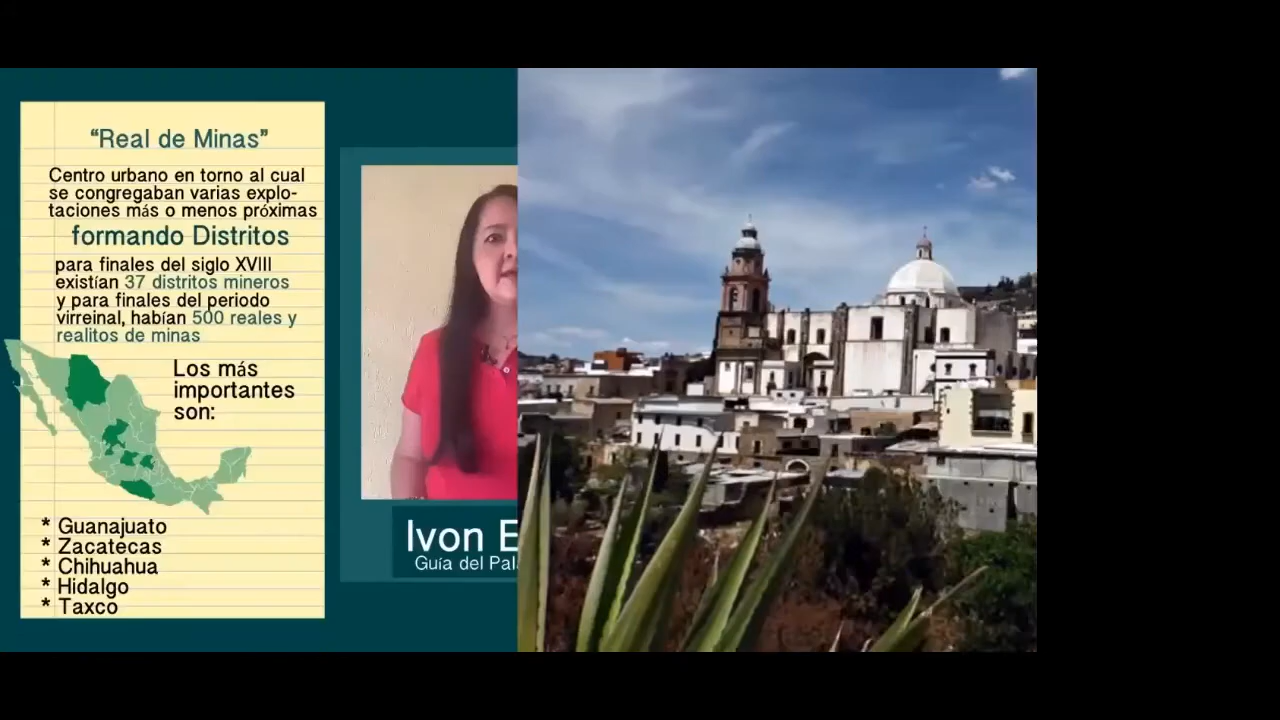 “Real de Minas”
Centro urbano en torno al cual
se congregaban varias explo-
taciones más o menos próximas
formando Distritos
para finales del siglo XVIII
existían 37 distritos mineros
y para finales del periodo
virreinal, habían 500 reales y
realitos de minas
Los más
importantes
son:
* Guanajuato
* Zacatecas
* Chihuahua
* Hidalgo
* Taxco
Ivon E
Guía del Pal